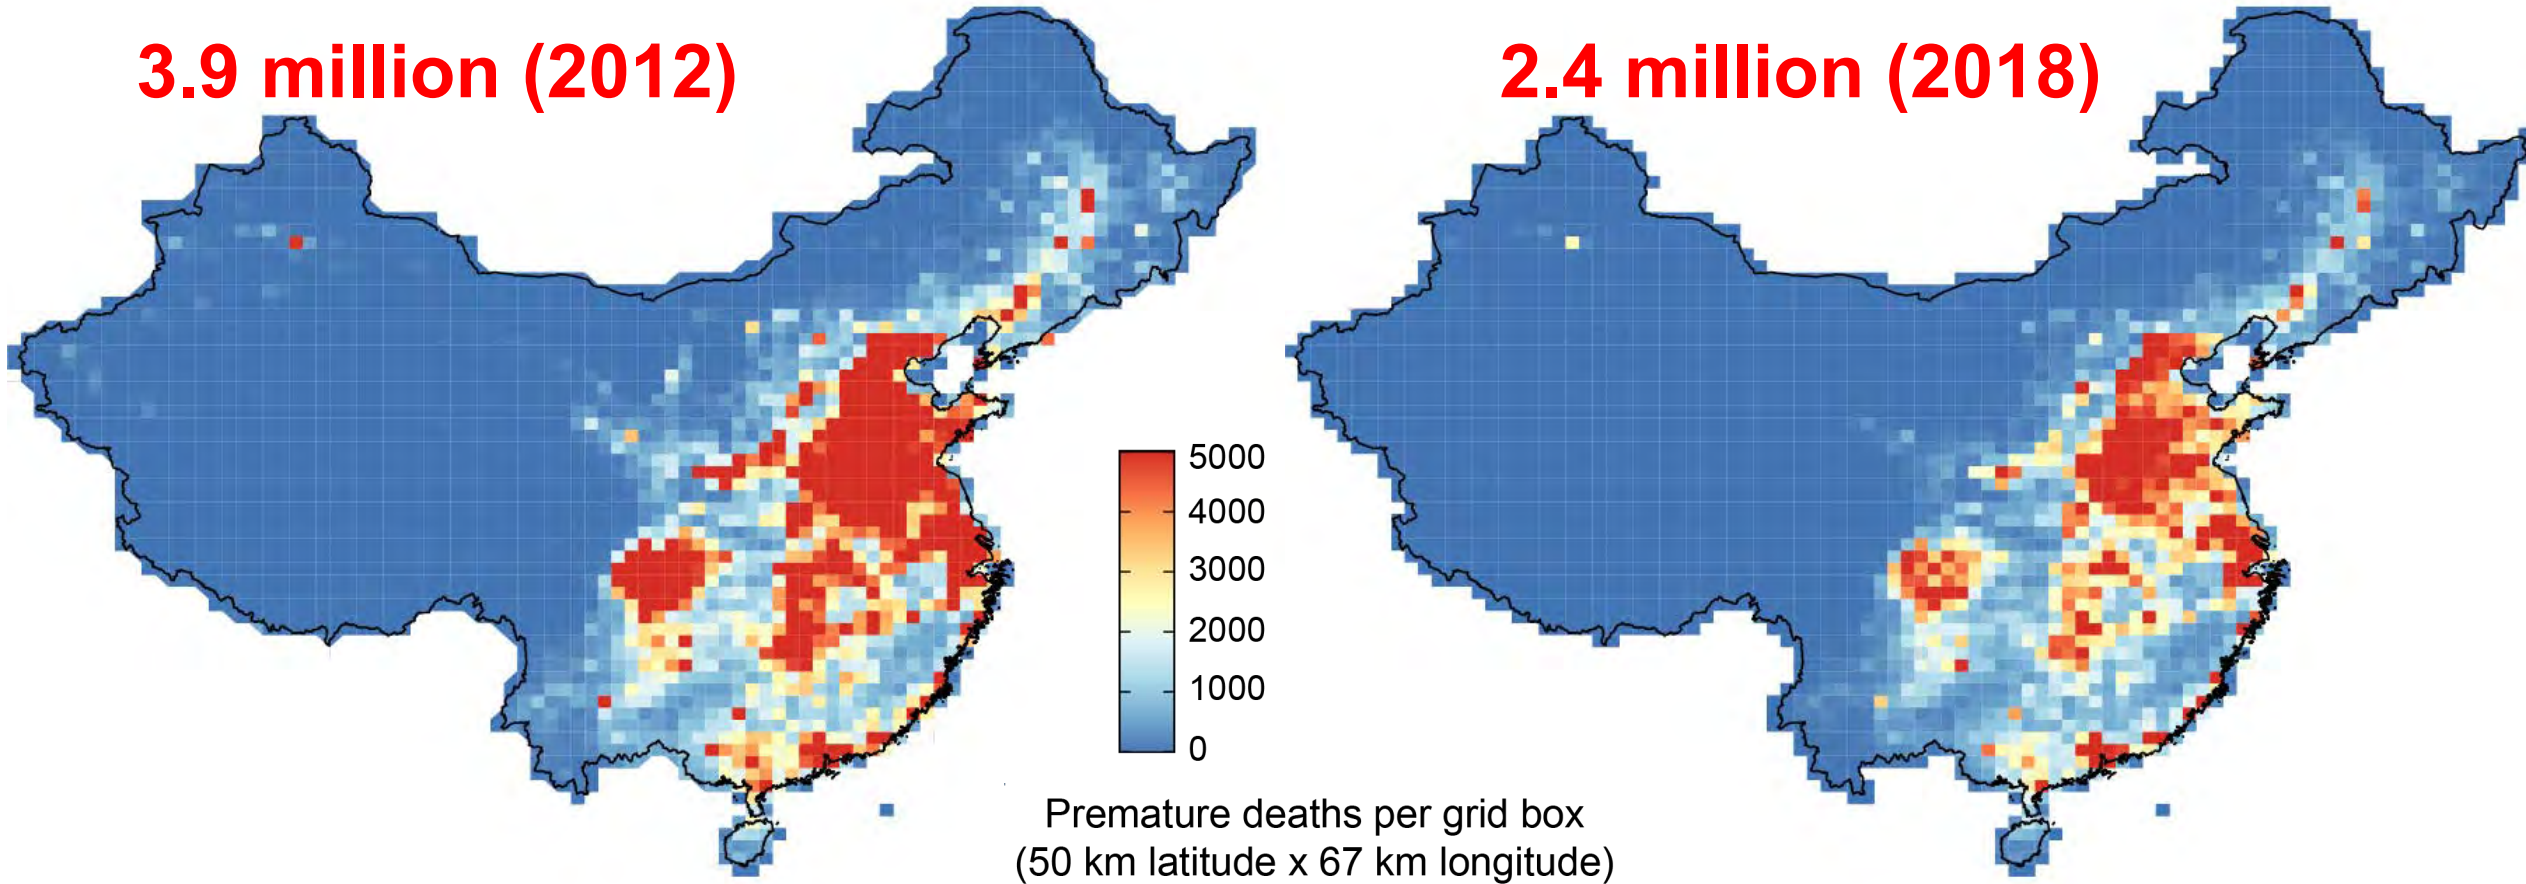 3.9 million (2012)
2.4 million (2018)
5000
4000
3000
2000
1000
0
Premature deaths per grid box
(50 km latitude x 67 km longitude)